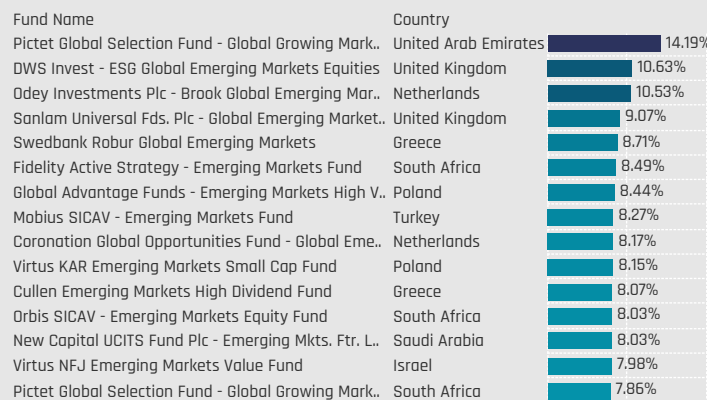 Fund Name Country
Pictet Global Selection Fund - Global Growing Mark.. United Arab Emirates 14.19%
DWS Invest - ESG Global Emerging Markets Equities United Kingdom 10.63%
Odey Investments Plc - Brook Global Emerging Mar.. Netherlands 10.53%
Sanlam Universal Fds. Plc - Global Emerging Market.. United Kingdom 9.07%
Swedbank Robur Global Emerging Markets Greece 8.71%
Fidelity Active Strategy - Emerging Markets Fund South Africa 8.49%
Global Advantage Funds - Emerging Markets High V.. Poland 8.44%
Mobius SICAV - Emerging Markets Fund Turkey 8.27%
Coronation Global Opportunities Fund - Global Eme.. Netherlands 8.17%
Virtus KAR Emerging Markets Small Cap Fund Poland 8.15%
Cullen Emerging Markets High Dividend Fund Greece 8.07%
Orbis SICAV - Emerging Markets Equity Fund South Africa 8.03%
New Capital UCITS Fund Plc - Emerging Mkts. Ftr. L.. Saudi Arabia 8.03%
Virtus NFJ Emerging Markets Value Fund Israel 7.98%
Pictet Global Selection Fund - Global Growing Mark.. South Africa 7.86%